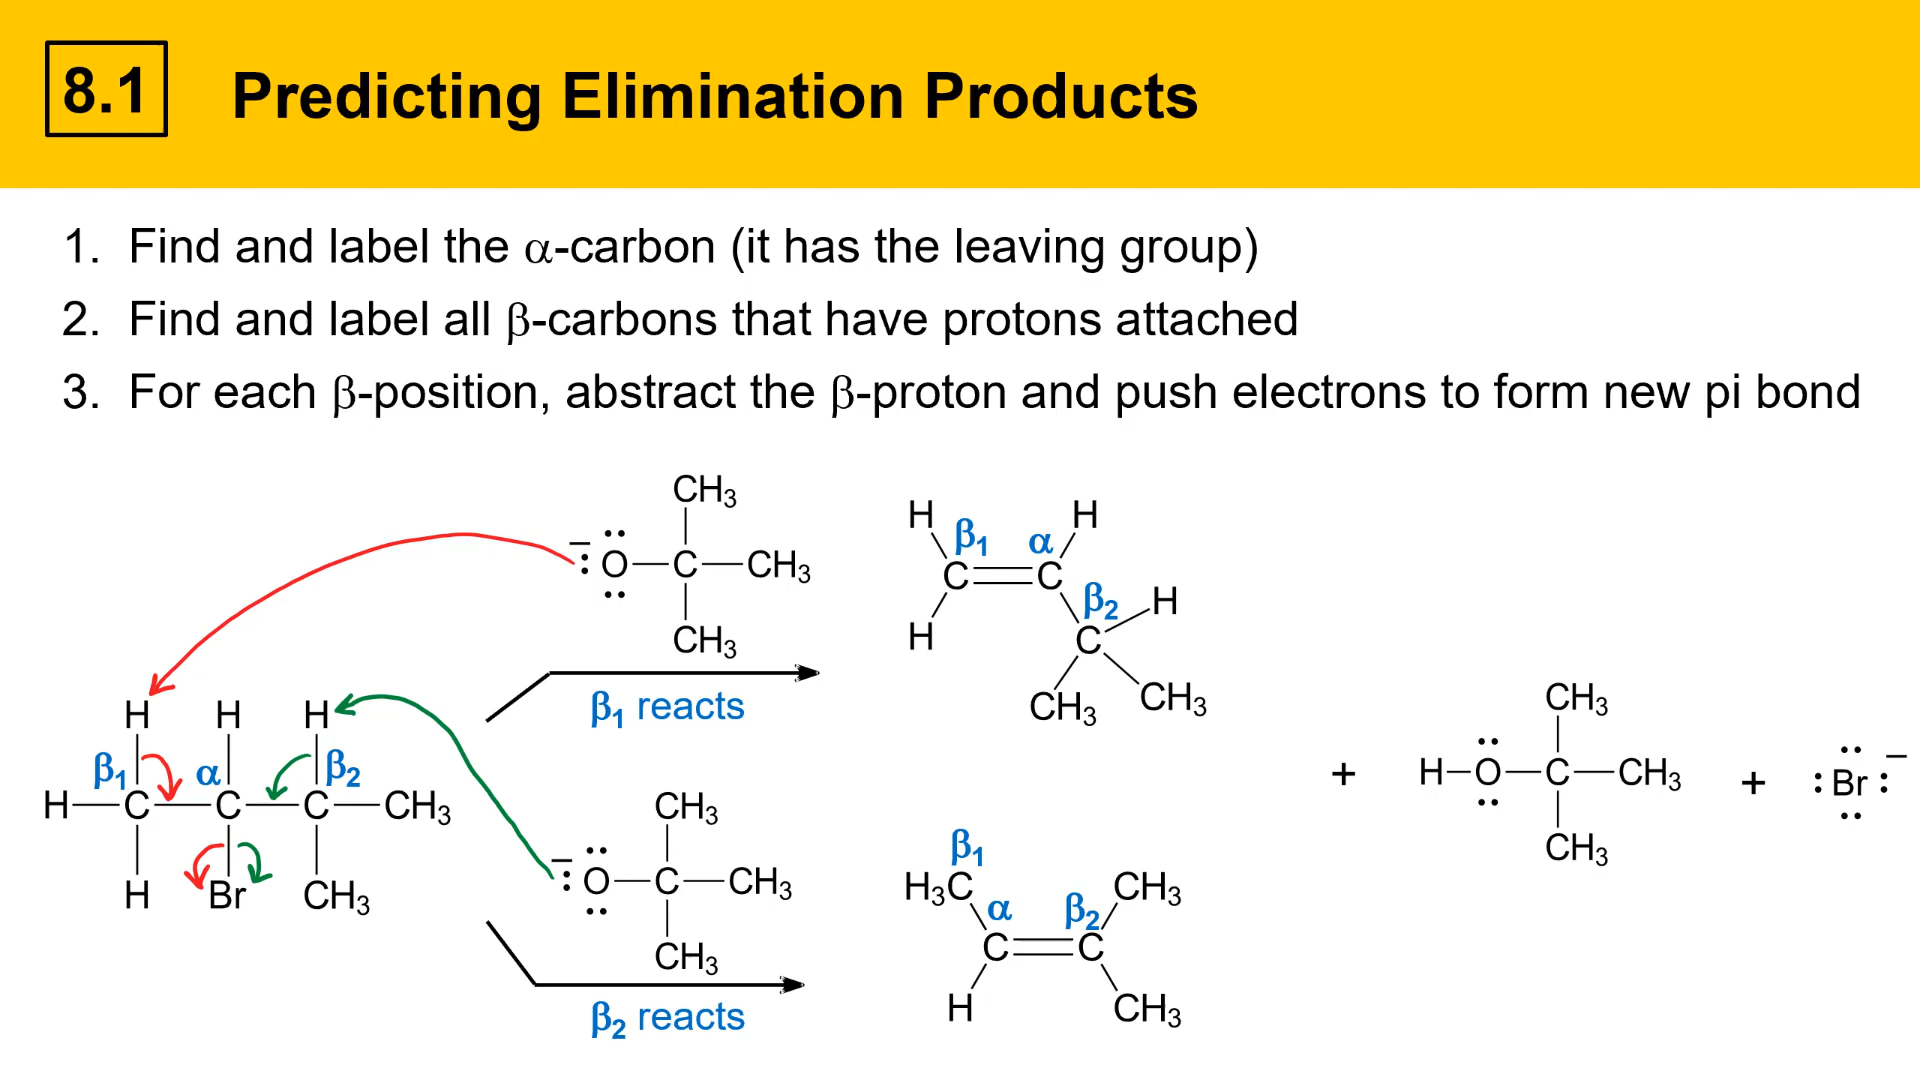 8.1 Predicting Elimination Products
1. Find and label the α-carbon (it has the leaving group)
2. Find and label all β-carbons that have protons attached
3. For each β-position, abstract the β-proton and push electrons to form new pi bond
CH₃
− :O—C—CH₃
CH₃
β₁ reacts
H H H
β₁ α β₂
H—C—C—C—CH₃
H Br CH₃
CH₃
− :O—C—CH₃
CH₃
β₂ reacts
H H
β₁ α
C=C
β₂ H
H C
CH₃ CH₃
β₁
H₃C CH₃
α β₂
C=C
H CH₃
CH₃
+ H—O—C—CH₃ + :Br: −
CH₃